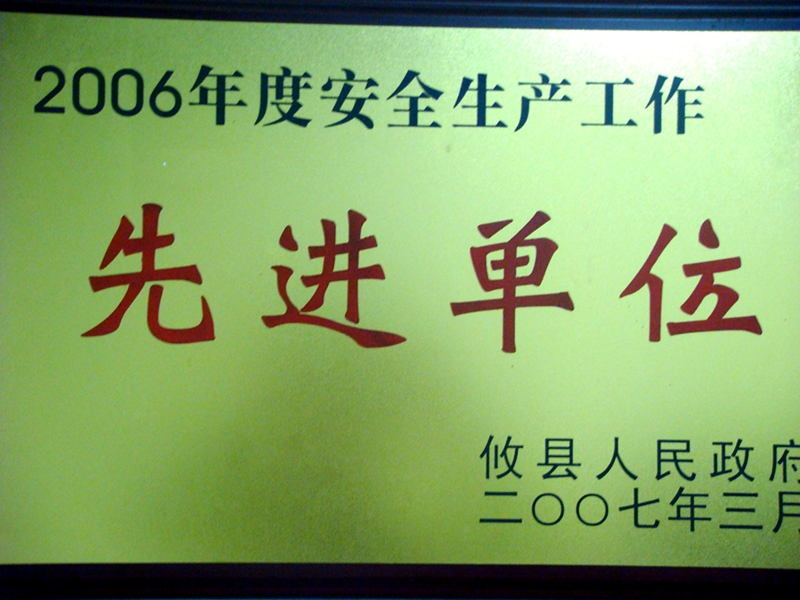 2006年度安全生产工作
先进单位
攸县人民政府
二〇〇七年三月